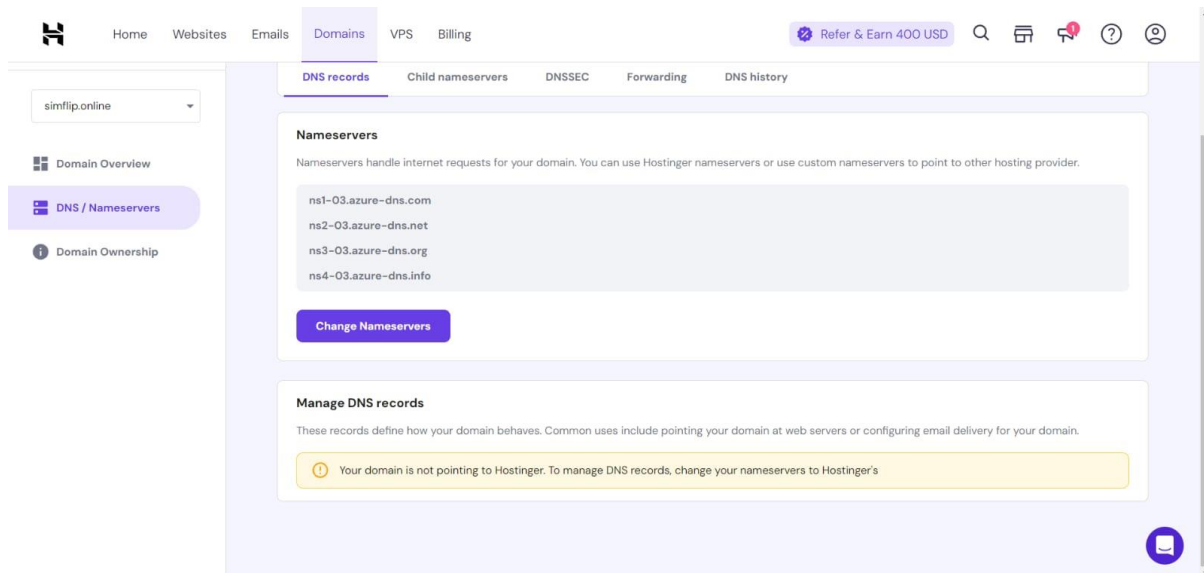 Home Websites Emails Domains VPS Billing Refer & Earn 400 USD 1
simflip.online
Domain Overview
DNS / Nameservers
Domain Ownership
DNS records Child nameservers DNSSEC Forwarding DNS history
Nameservers
Nameservers handle internet requests for your domain. You can use Hostinger nameservers or use custom nameservers to point to other hosting provider.
ns1-03.azure-dns.com
ns2-03.azure-dns.net
ns3-03.azure-dns.org
ns4-03.azure-dns.info
Change Nameservers
Manage DNS records
These records define how your domain behaves. Common uses include pointing your domain at web servers or configuring email delivery for your domain.
Your domain is not pointing to Hostinger. To manage DNS records, change your nameservers to Hostinger's